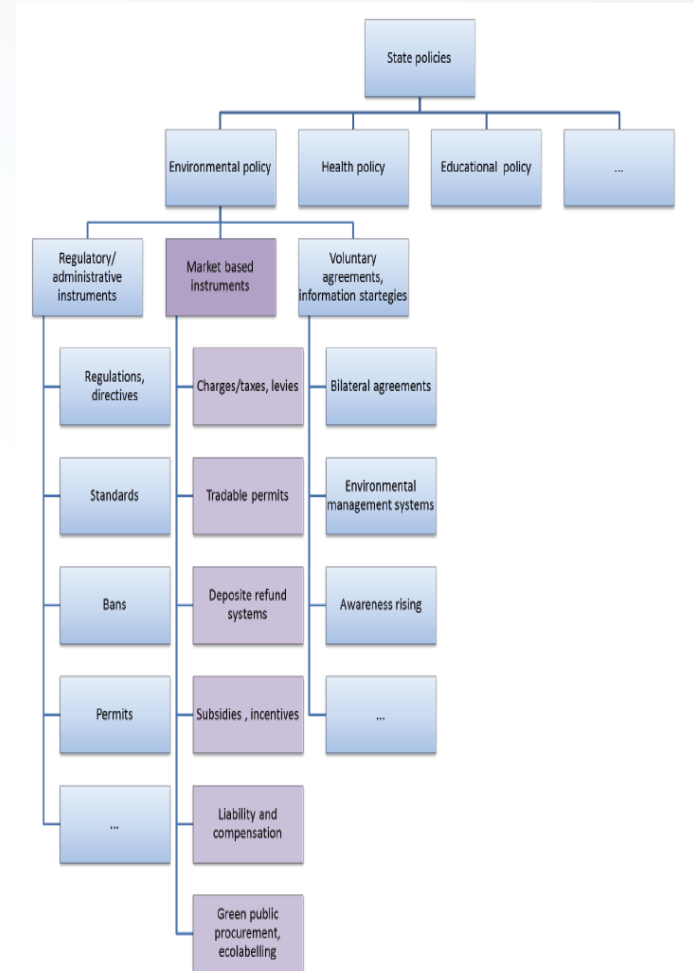 State policies
Environmental policy
Health policy
Educational policy
...
Regulatory/
administrative
instruments
Market based
instruments
Voluntary
agreements,
information startegies
Regulations,
directives
Standards
Bans
Permits
...
Charges/taxes, levies
Tradable permits
Deposite refund
systems
Subsidies , incentives
Liability and
compensation
Green public
procurement,
ecolabelling
Bilateral agreements
Environmental
management systems
Awareness rising
...